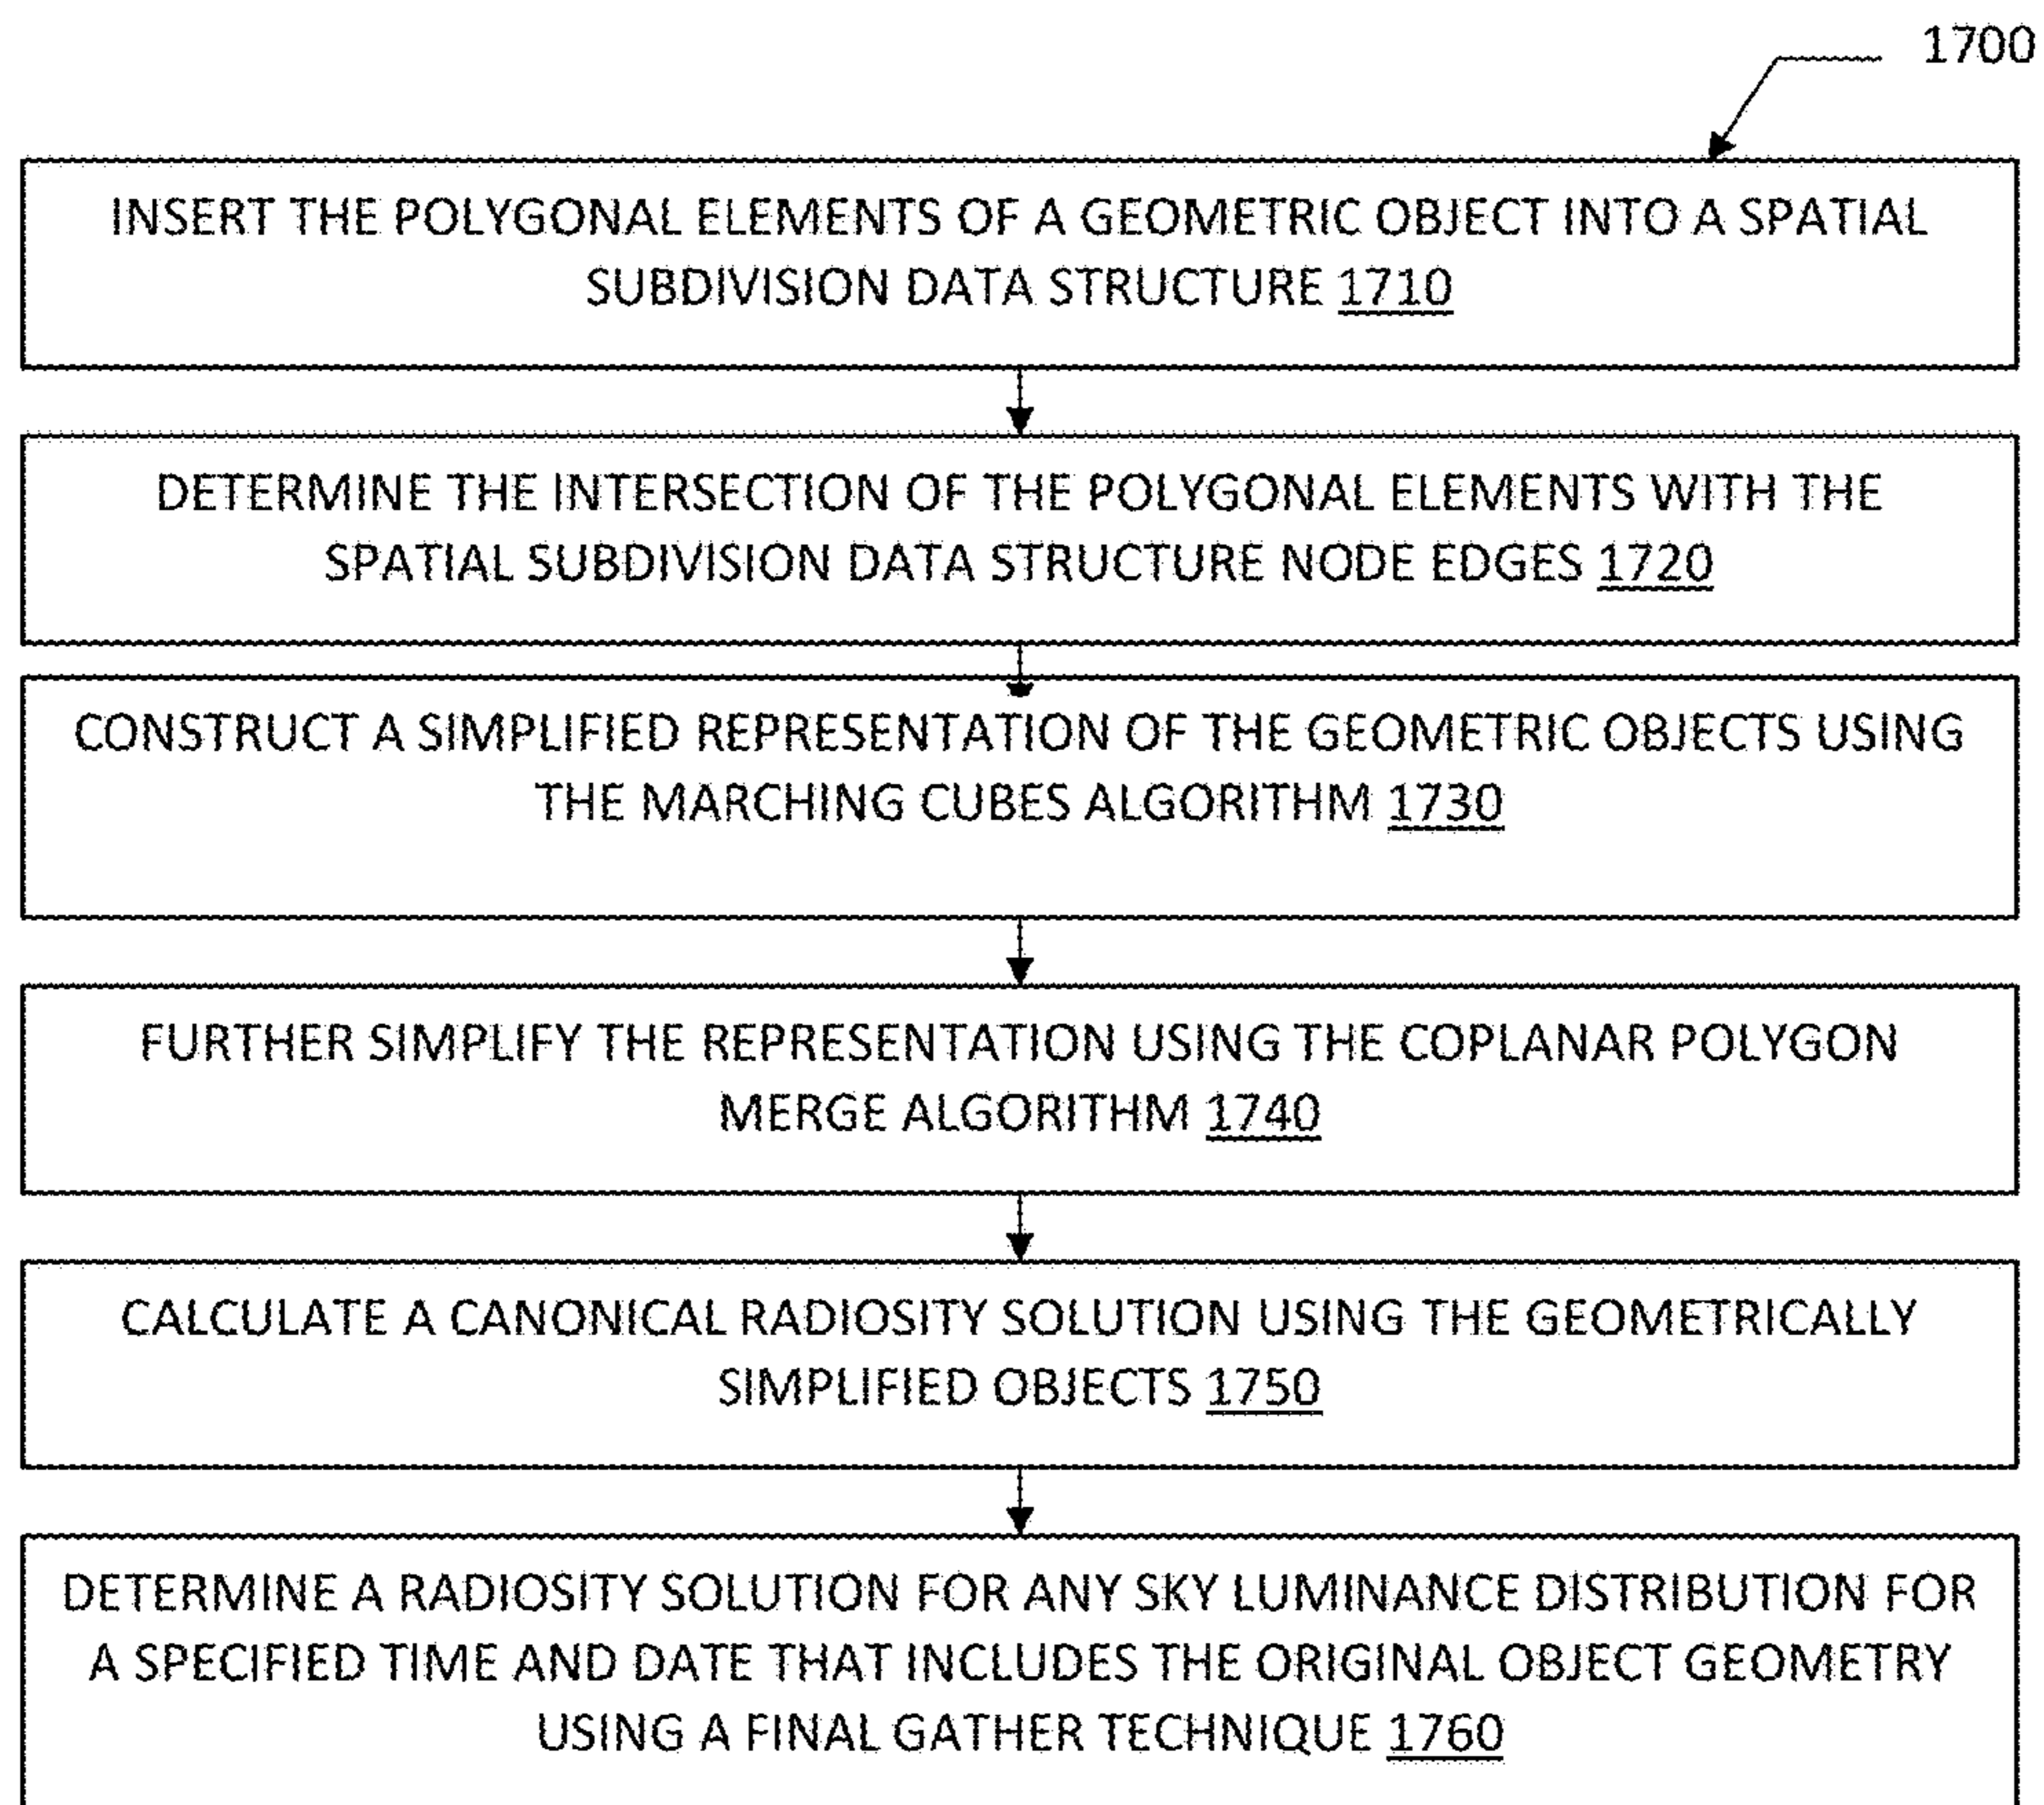 1700
INSERT THE POLYGONAL ELEMENTS OF A GEOMETRIC OBJECT INTO A SPATIAL
SUBDIVISION DATA STRUCTURE 1710
DETERMINE THE INTERSECTION OF THE POLYGONAL ELEMENTS WITH THE
SPATIAL SUBDIVISION DATA STRUCTURE NODE EDGES 1720
CONSTRUCT A SIMPLIFIED REPRESENTATION OF THE GEOMETRIC OBJECTS USING
THE MARCHING CUBES ALGORITHM 1730
FURTHER SIMPLIFY THE REPRESENTATION USING THE COPLANAR POLYGON
MERGE ALGORITHM 1740
CALCULATE A CANONICAL RADIOSITY SOLUTION USING THE GEOMETRICALLY
SIMPLIFIED OBJECTS 1750
DETERMINE A RADIOSITY SOLUTION FOR ANY SKY LUMINANCE DISTRIBUTION FOR
A SPECIFIED TIME AND DATE THAT INCLUDES THE ORIGINAL OBJECT GEOMETRY
USING A FINAL GATHER TECHNIQUE 1760